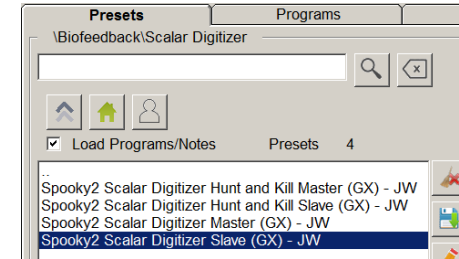 Presets Programs
\Biofeedback\Scalar Digitizer
Load Programs/Notes Presets 4
..
Spooky2 Scalar Digitizer Hunt and Kill Master (GX) - JW
Spooky2 Scalar Digitizer Hunt and Kill Slave (GX) - JW
Spooky2 Scalar Digitizer Master (GX) - JW
Spooky2 Scalar Digitizer Slave (GX) - JW